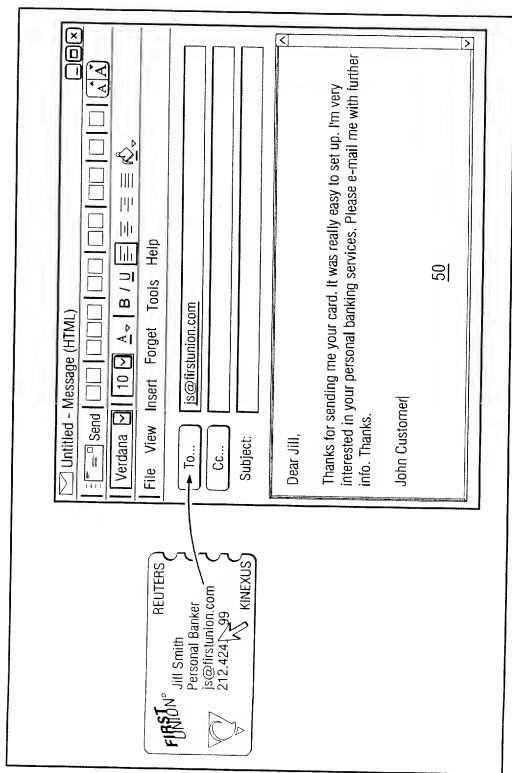 REUTERS
FIRST
UNION
Jill Smith
Personal Banker
js@firstunion.com
212.424 99
KINEXUS
Untitled - Message (HTML)
Send
A A
Verdana 10 A B / U
File View Insert Forget Tools Help
To... js@firstunion.com
Cc...
Subject:
Dear Jill,
Thanks for sending me your card. It was really easy to set up. I'm very
interested in your personal banking services. Please e-mail me with further
info. Thanks.
John Customer
50